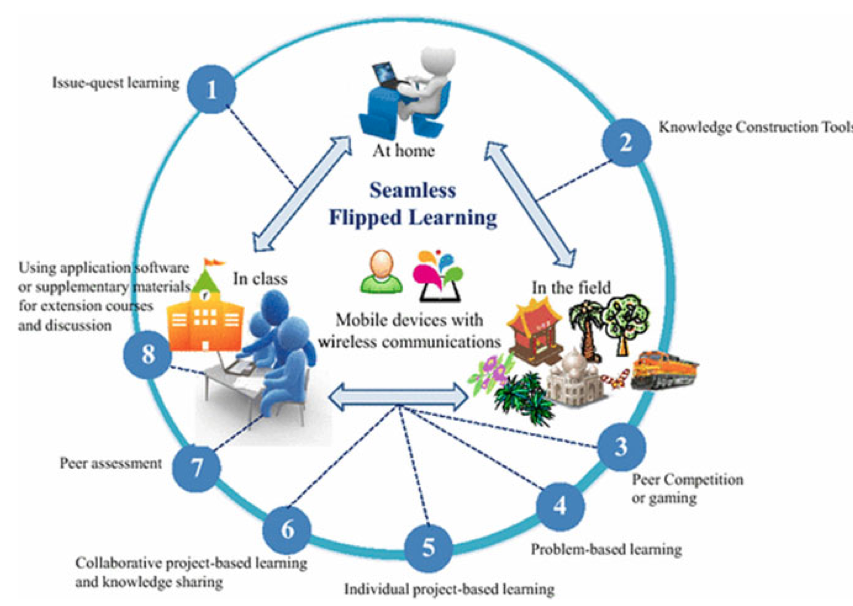 Issue-quest learning
1
At home
2
Knowledge Construction Tools
Seamless
Flipped Learning
Using application software
or supplementary materials
for extension courses
and discussion
In class
In the field
Mobile devices with
wireless communications
8
7
Peer assessment
3
Peer Competition
or gaming
4
Problem-based learning
6
Collaborative project-based learning
and knowledge sharing
5
Individual project-based learning